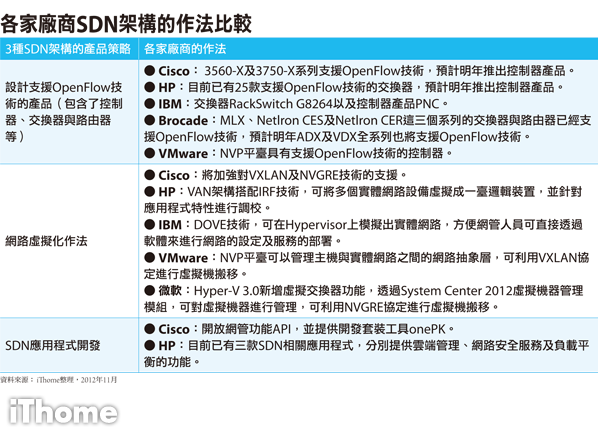 各家廠商SDN架構的作法比較
3種SDN架構的產品策略
各家廠商的作法
設計支援OpenFlow技
術的產品（包含了控制
器、交換器與路由器
等）
● Cisco： 3560-X及3750-X系列支援OpenFlow技術，預計明年推出控制器產品。
● HP：目前已有25款支援OpenFlow技術的交換器，預計明年推出控制器產品。
● IBM：交換器RackSwitch G8264以及控制器產品PNC。
● Brocade：MLX、NetIron CES及NetIron CER這三個系列的交換器與路由器已經支
援OpenFlow技術，預計明年ADX及VDX全系列也將支援OpenFlow技術。
● VMware：NVP平臺具有支援OpenFlow技術的控制器。
網路虛擬化作法
● Cisco：將加強對VXLAN及NVGRE技術的支援。
● HP：VAN架構搭配IRF技術，可將多個實體網路設備虛擬成一臺邏輯裝置，並針對
應用程式特性進行調校。
● IBM：DOVE技術，可在Hypervisor上模擬出實體網路，方便網管人員可直接透過
軟體來進行網路的設定及服務的部署。
● VMware：NVP平臺可以管理主機與實體網路之間的網路抽象層，可利用VXLAN協
定進行虛擬機搬移。
● 微軟：Hyper-V 3.0新增虛擬交換器功能，透過System Center 2012虛擬機器管理
模組，可對虛擬機器進行管理，可利用NVGRE協定進行虛擬機搬移。
SDN應用程式開發
● Cisco：開放網管功能API，並提供開發套裝工具onePK。
● HP：目前已有三款SDN相關應用程式，分別提供雲端管理、網路安全服務及負載平
衡的功能。
資料來源：iThome整理，2012年11月
iThome